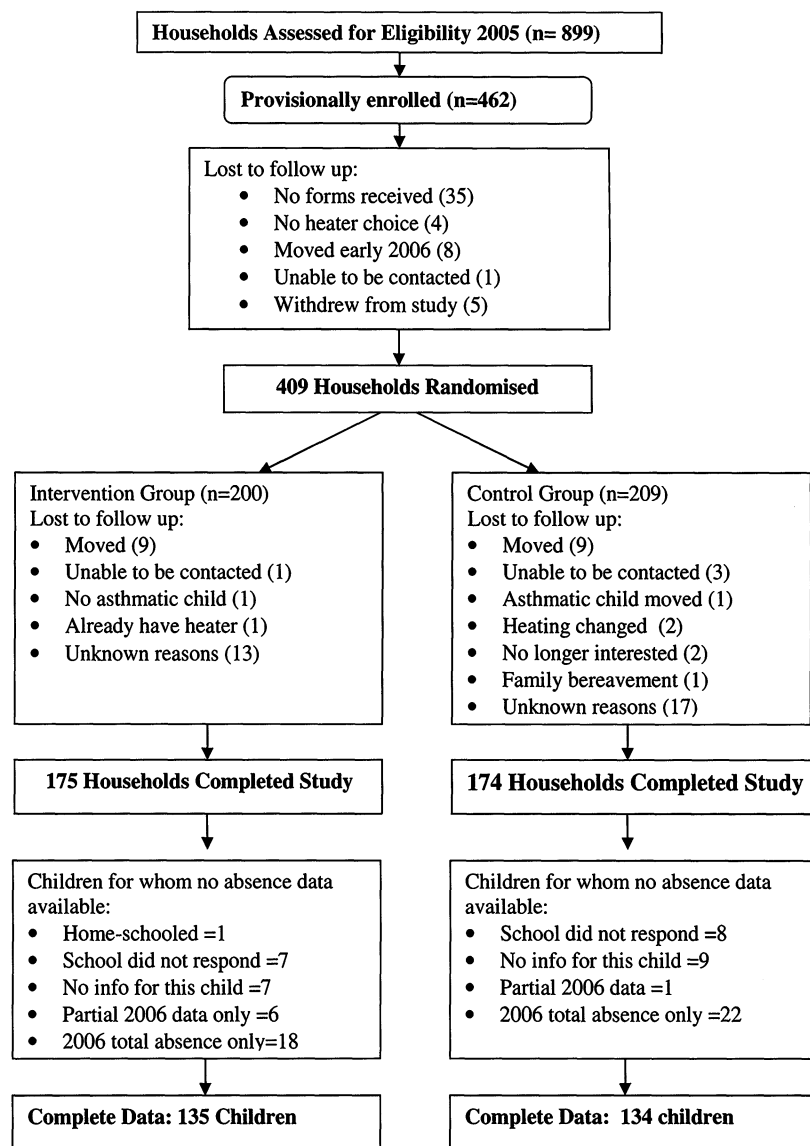 Households Assessed for Eligibility 2005 (n= 899)
Provisionally enrolled (n=462)
Lost to follow up:
• No forms received (35)
• No heater choice (4)
• Moved early 2006 (8)
• Unable to be contacted (1)
• Withdrew from study (5)
409 Households Randomised
Intervention Group (n=200)
Lost to follow up:
• Moved (9)
• Unable to be contacted (1)
• No asthmatic child (1)
• Already have heater (1)
• Unknown reasons (13)
Control Group (n=209)
Lost to follow up:
• Moved (9)
• Unable to be contacted (3)
• Asthmatic child moved (1)
• Heating changed (2)
• No longer interested (2)
• Family bereavement (1)
• Unknown reasons (17)
175 Households Completed Study
174 Households Completed Study
Children for whom no absence data
available:
• Home-schooled =1
• School did not respond =7
• No info for this child =7
• Partial 2006 data only =6
• 2006 total absence only=18
Children for whom no absence data
available:
• School did not respond =8
• No info for this child =9
• Partial 2006 data =1
• 2006 total absence only =22
Complete Data: 135 Children
Complete Data: 134 children